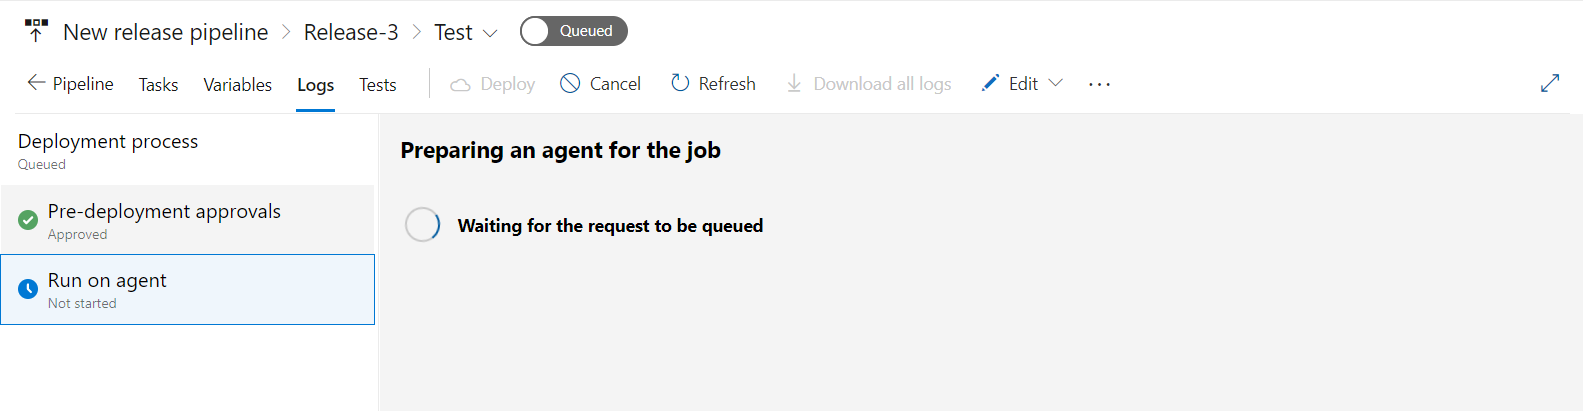 New release pipeline > Release-3 > Test Queued
Pipeline Tasks Variables Logs Tests Deploy Cancel Refresh Download all logs Edit ...
Deployment process
Queued
Pre-deployment approvals
Approved
Run on agent
Not started
Preparing an agent for the job
Waiting for the request to be queued